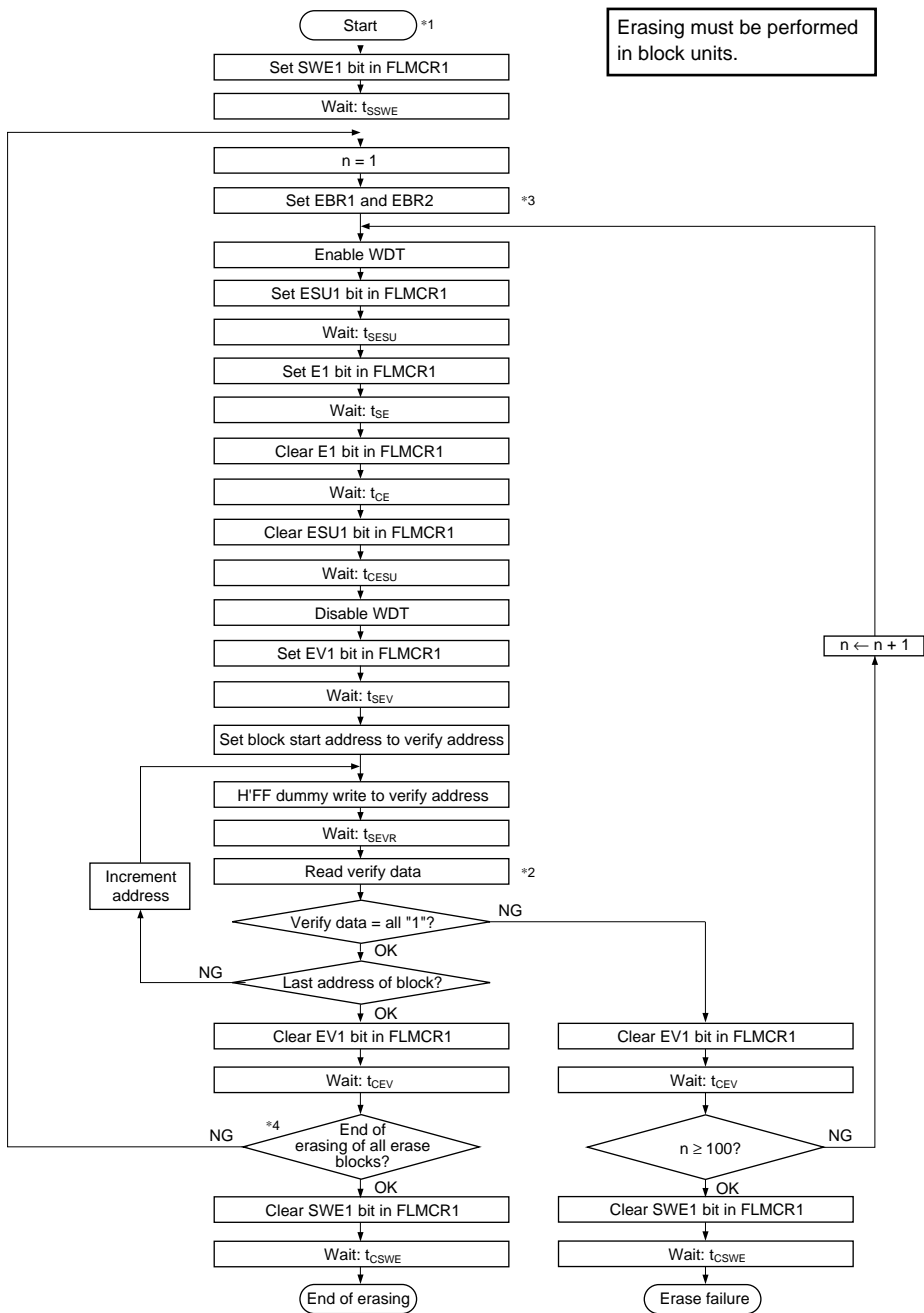 Start
*1
Erasing must be performed
in block units.
Set SWE1 bit in FLMCR1
Wait: tSSWE
n = 1
Set EBR1 and EBR2
*3
Enable WDT
Set ESU1 bit in FLMCR1
Wait: tSESU
Set E1 bit in FLMCR1
Wait: tSE
Clear E1 bit in FLMCR1
Wait: tCE
Clear ESU1 bit in FLMCR1
Wait: tCESU
Disable WDT
n ← n + 1
Set EV1 bit in FLMCR1
Wait: tSEV
Set block start address to verify address
H'FF dummy write to verify address
Wait: tSEVR
Increment
address
Read verify data
*2
Verify data = all "1"?
NG
OK
NG
Last address of block?
OK
Clear EV1 bit in FLMCR1
Clear EV1 bit in FLMCR1
Wait: tCEV
Wait: tCEV
NG
*4
End of
erasing of all erase
blocks?
n ≥ 100?
NG
OK
OK
Clear SWE1 bit in FLMCR1
Clear SWE1 bit in FLMCR1
Wait: tCSWE
Wait: tCSWE
End of erasing
Erase failure